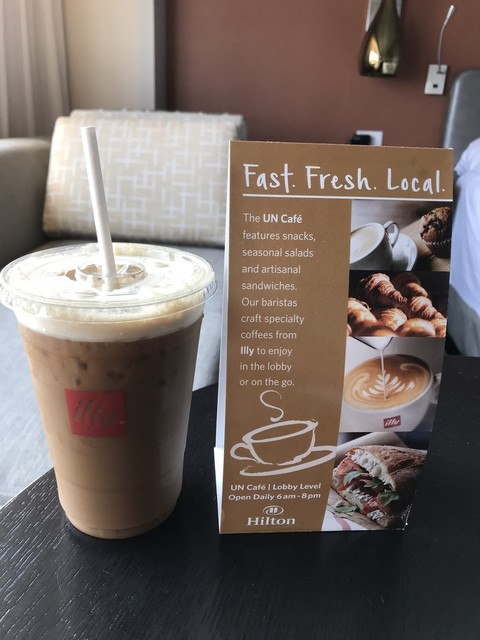 Fast. Fresh. Local.
The UN Café
features snacks,
seasonal salads
and artisanal
sandwiches.
Our baristas
craft specialty
coffees from
Illy to enjoy
in the lobby
or on the go.
UN Café | Lobby Level
Open Daily 6am-8pm
Hilton
illy
illy